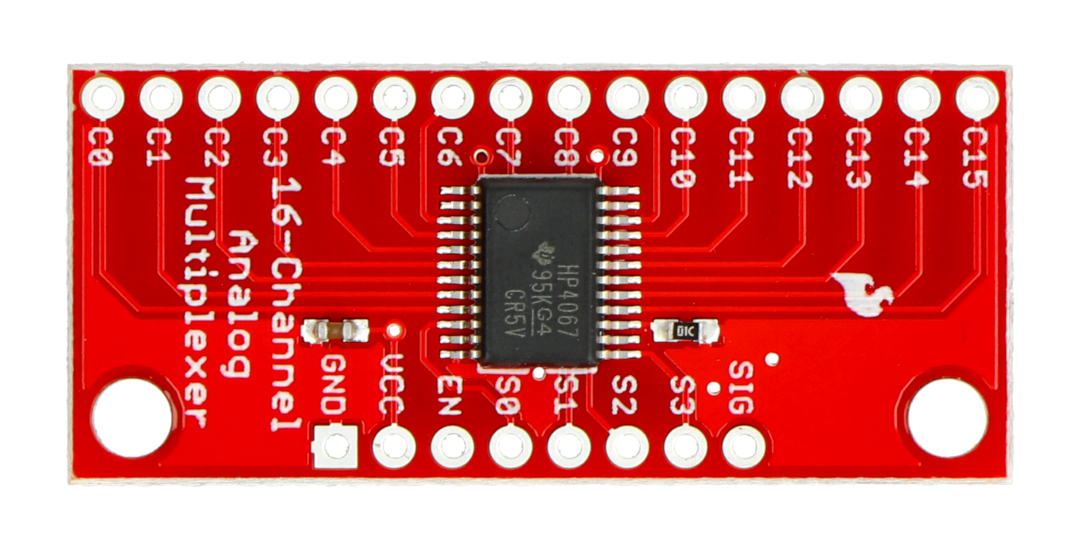 C0
C1
C2
C3
C4
C5
C6
C7
C8
C9
C10
C11
C12
C13
C14
C15
16-Channel
Analog
Multiplexer
HP4067
95KG4
CR5V
01C
GND
VCC
EN
S0
S1
S2
S3
SIG